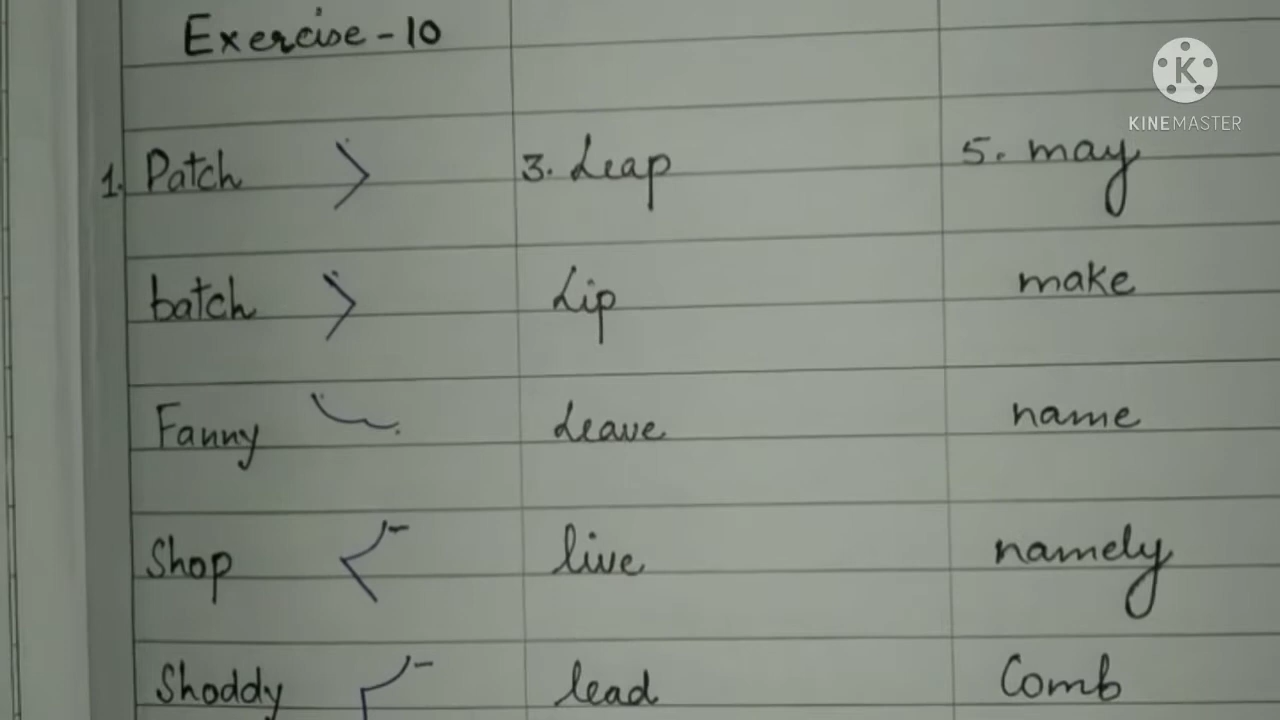 Exercise - 10
K
KINEMASTER
1. Patch
batch
Fanny
Shop
Shoddy
3. Leap
Lip
Leave
live
lead
5. may
make
name
namely
Comb